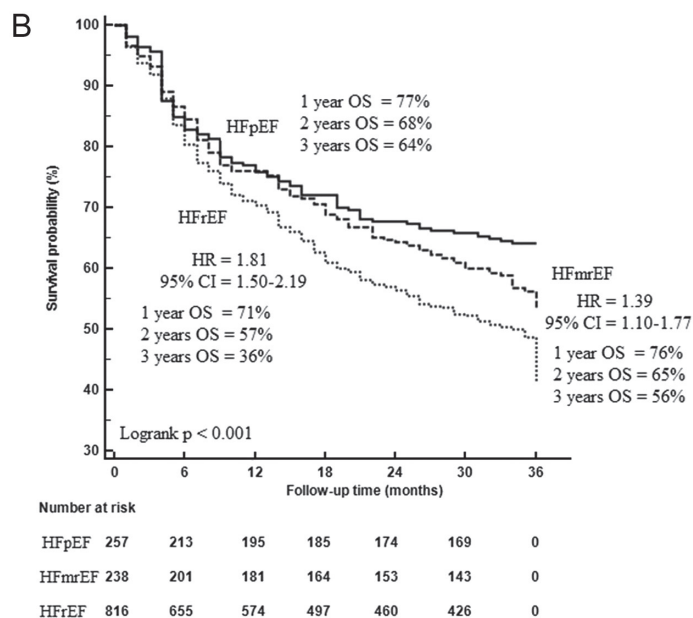 B
100
90
80
70
60
50
40
30
Survival probability (%)
HFpEF
1 year OS = 77%
2 years OS = 68%
3 years OS = 64%
HFrEF
HR = 1.81
95% CI = 1.50-2.19
1 year OS = 71%
2 years OS = 57%
3 years OS = 36%
HFmrEF
HR = 1.39
95% CI = 1.10-1.77
1 year OS = 76%
2 years OS = 65%
3 years OS = 56%
Logrank p < 0.001
0 6 12 18 24 30 36
Follow-up time (months)
Number at risk
HFpEF 257 213 195 185 174 169 0
HFmrEF 238 201 181 164 153 143 0
HFrEF 816 655 574 497 460 426 0